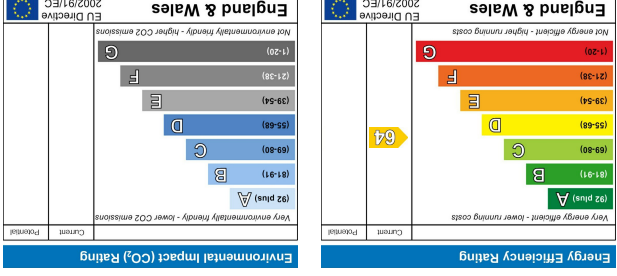 Energy Efficiency Rating
Current
Potential
Very energy efficient - lower running costs
(92 plus) A
(81-91) B
(69-80) C
(55-68) D
(39-54) E
(21-38) F
(1-20) G
64
Not energy efficient - higher running costs
England & Wales
EU Directive
2002/91/EC
Environmental Impact (CO₂) Rating
Current
Potential
Very environmentally friendly - lower CO2 emissions
(92 plus) A
(81-91) B
(69-80) C
(55-68) D
(39-54) E
(21-38) F
(1-20) G
Not environmentally friendly - higher CO2 emissions
England & Wales
EU Directive
2002/91/EC